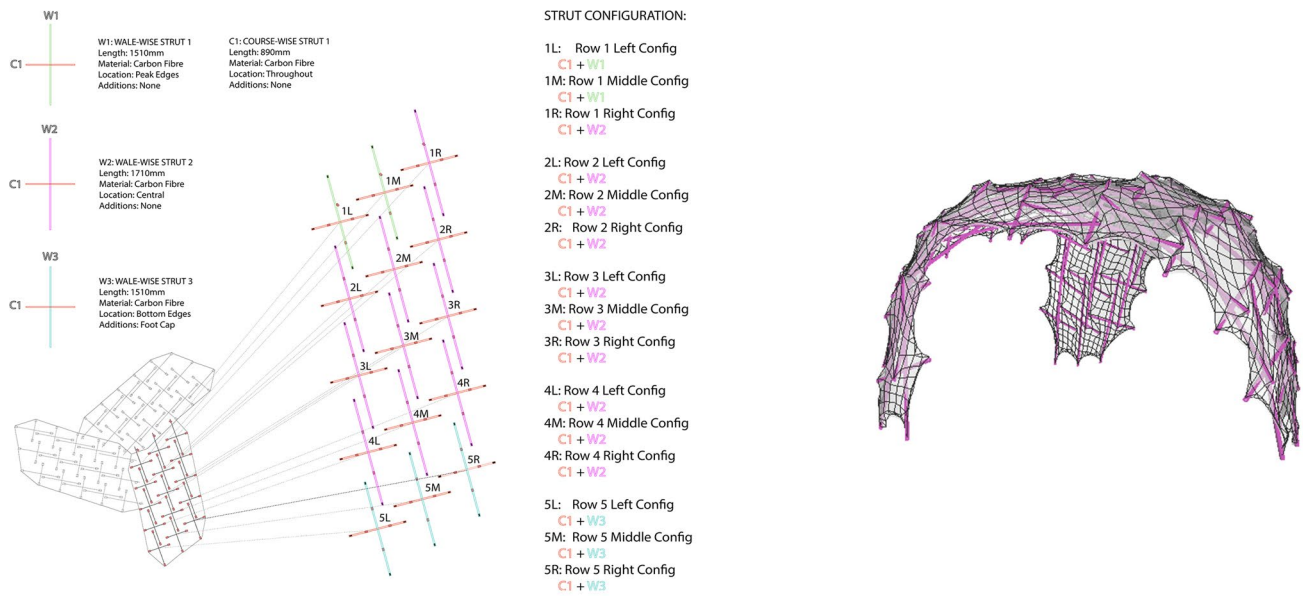 W1
C1
W1: WALE-WISE STRUT 1
Length: 1510mm
Material: Carbon Fibre
Location: Peak Edges
Additions: None
C1: COURSE-WISE STRUT 1
Length: 890mm
Material: Carbon Fibre
Location: Throughout
Additions: None
W2
C1
W2: WALE-WISE STRUT 2
Length: 1710mm
Material: Carbon Fibre
Location: Central
Additions: None
W3
C1
W3: WALE-WISE STRUT 3
Length: 1510mm
Material: Carbon Fibre
Location: Bottom Edges
Additions: Foot Cap
1R
1M
1L
2R
2M
2L
3R
3M
3L
4R
4M
4L
5R
5M
5L
STRUT CONFIGURATION:
1L: Row 1 Left Config
C1 + W1
1M: Row 1 Middle Config
C1 + W1
1R: Row 1 Right Config
C1 + W2
2L: Row 2 Left Config
C1 + W2
2M: Row 2 Middle Config
C1 + W2
2R: Row 2 Right Config
C1 + W2
3L: Row 3 Left Config
C1 + W2
3M: Row 3 Middle Config
C1 + W2
3R: Row 3 Right Config
C1 + W2
4L: Row 4 Left Config
C1 + W2
4M: Row 4 Middle Config
C1 + W2
4R: Row 4 Right Config
C1 + W2
5L: Row 5 Left Config
C1 + W3
5M: Row 5 Middle Config
C1 + W3
5R: Row 5 Right Config
C1 + W3